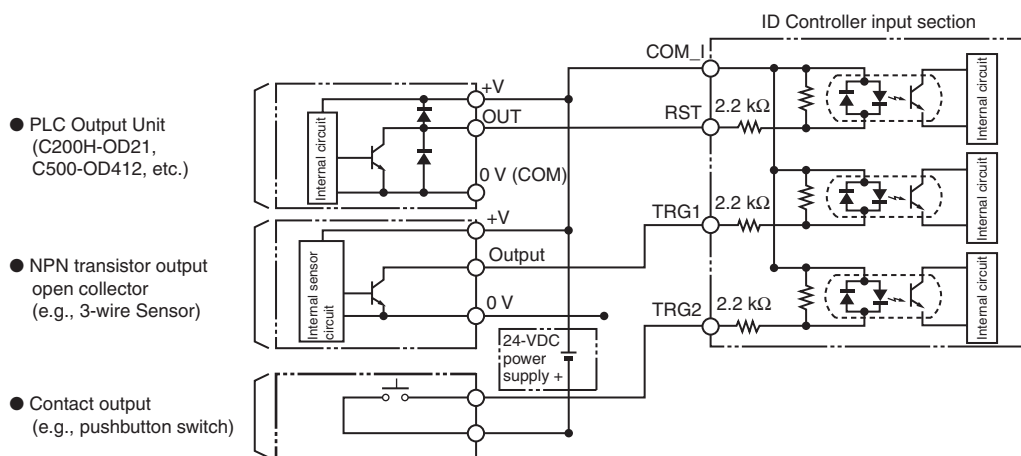 ID Controller input section
COM_I
+V
OUT
RST
2.2 kΩ
Internal circuit
Internal circuit
● PLC Output Unit
(C200H-OD21,
C500-OD412, etc.)
0 V (COM)
+V
TRG1
2.2 kΩ
Internal circuit
● NPN transistor output
open collector
(e.g., 3-wire Sensor)
Internal sensor
circuit
Output
0 V
TRG2
2.2 kΩ
Internal circuit
24-VDC
power
supply +
● Contact output
(e.g., pushbutton switch)